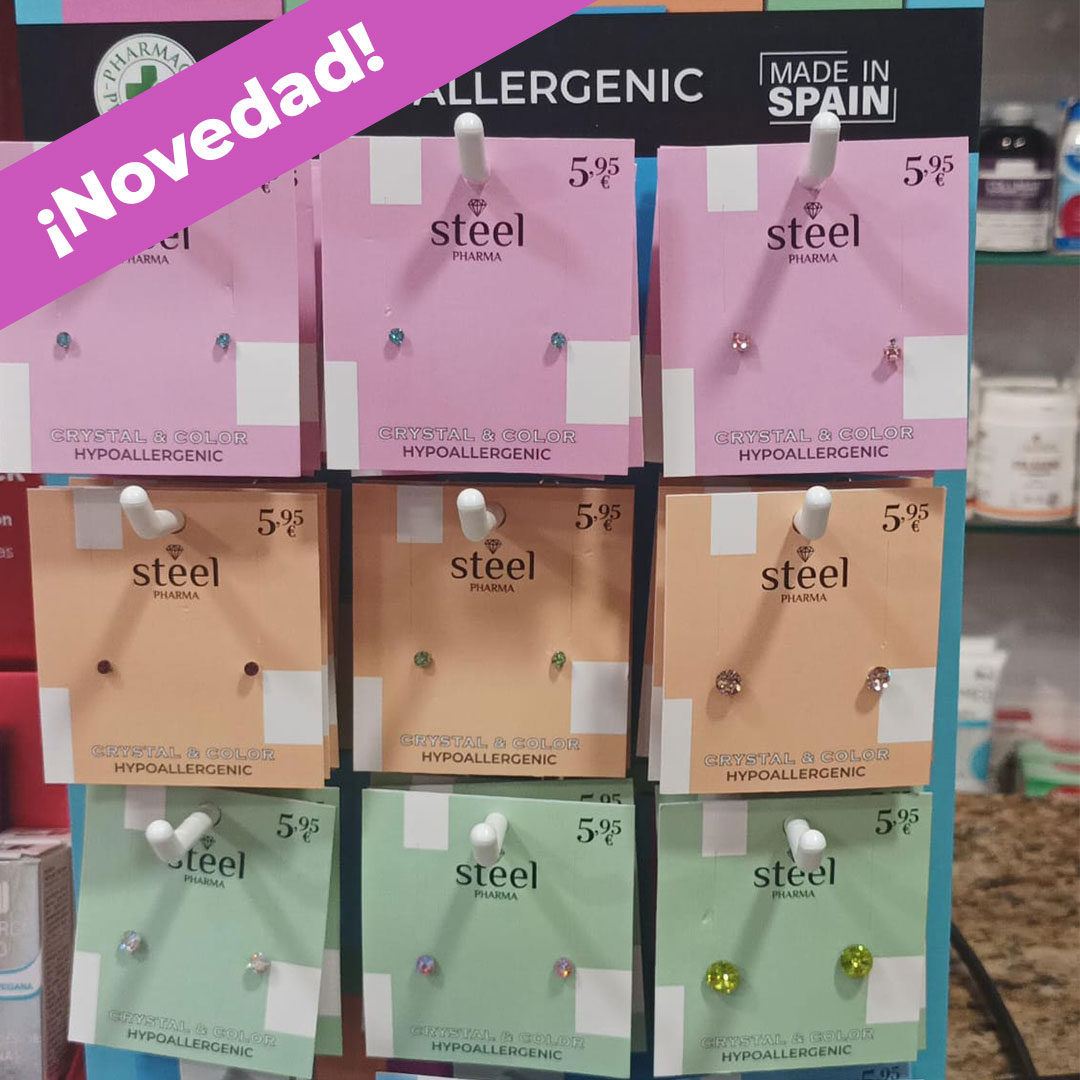 ¡Novedad!
PHARMAC
ALLERGENIC
MADE IN
SPAIN
5,95
€
steel
PHARMA
CRYSTAL & COLOR
HYPOALLERGENIC
5,95
€
steel
PHARMA
CRYSTAL & COLOR
HYPOALLERGENIC
CRYSTAL & COLOR
HYPOALLERGENIC
5,95
€
steel
PHARMA
CRYSTAL & COLOR
HYPOALLERGENIC
5,95
€
steel
PHARMA
CRYSTAL & COLOR
HYPOALLERGENIC
5,95
€
steel
PHARMA
CRYSTAL & COLOR
HYPOALLERGENIC
5,95
€
steel
PHARMA
CRYSTAL & COLOR
HYPOALLERGENIC
5,95
€
steel
PHARMA
CRYSTAL & COLOR
HYPOALLERGENIC
5,95
€
steel
PHARMA
CRYSTAL & COLOR
HYPOALLERGENIC
5,95